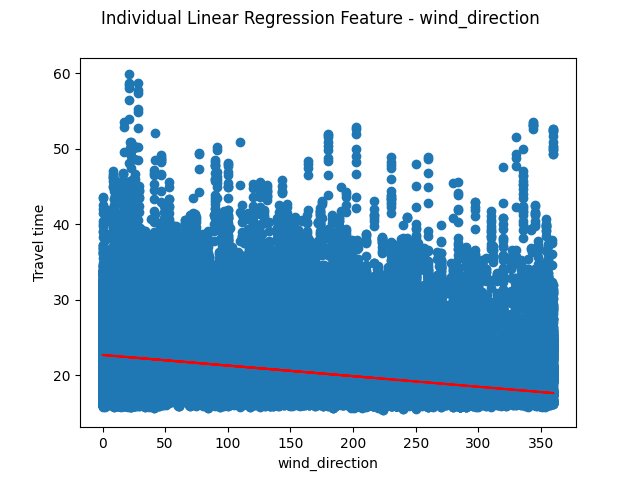 Individual Linear Regression Feature - wind_direction
60
50
40
30
20
Travel time
0 50 100 150 200 250 300 350
wind_direction